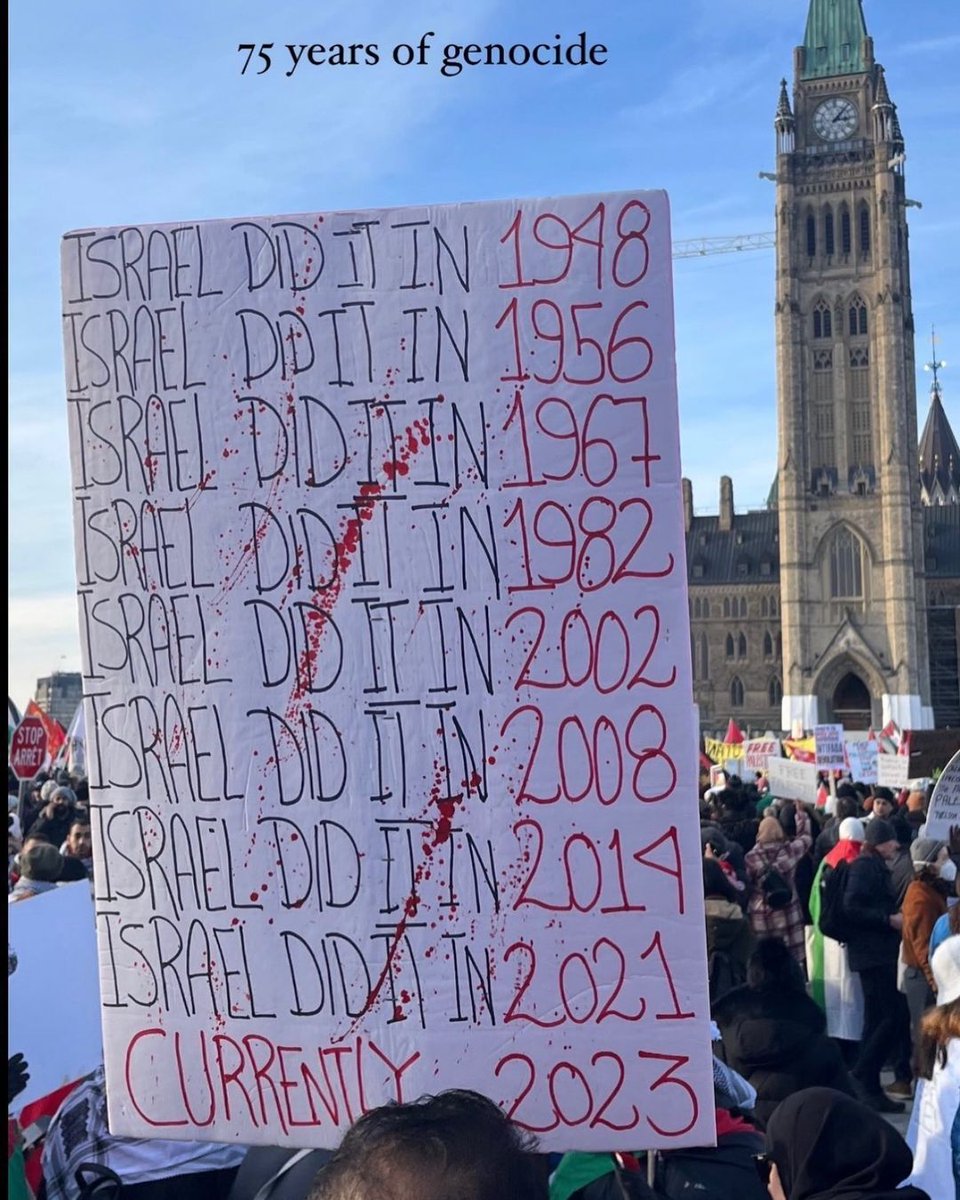 75 years of genocide
ISRAEL DID IT IN 1948
ISRAEL DID IT IN 1956
ISRAEL DID IT IN 1967
ISRAEL DID IT IN 1982
ISRAEL DID IT IN 2002
ISRAEL DID IT IN 2008
ISRAEL DID IT IN 2014
ISRAEL DID IT IN 2021
CURRENTLY 2023
STOP
ARRÊT
FREE
FREE